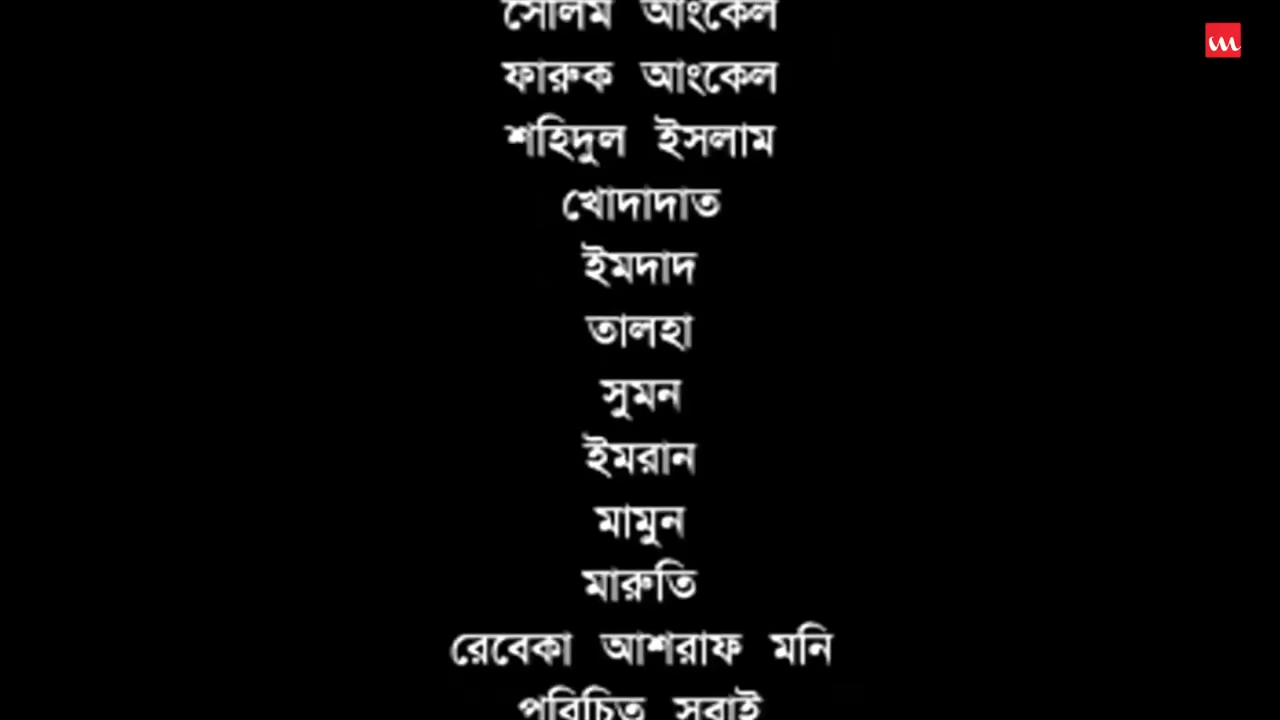 সেলিম আংকেল
ফারুক আংকেল
শহিদুল ইসলাম
খোদাদাত
ইমদাদ
তালহা
সুমন
ইমরান
মামুন
মারুতি
রেবেকা আশরাফ মনি
পরিচিত সবাই